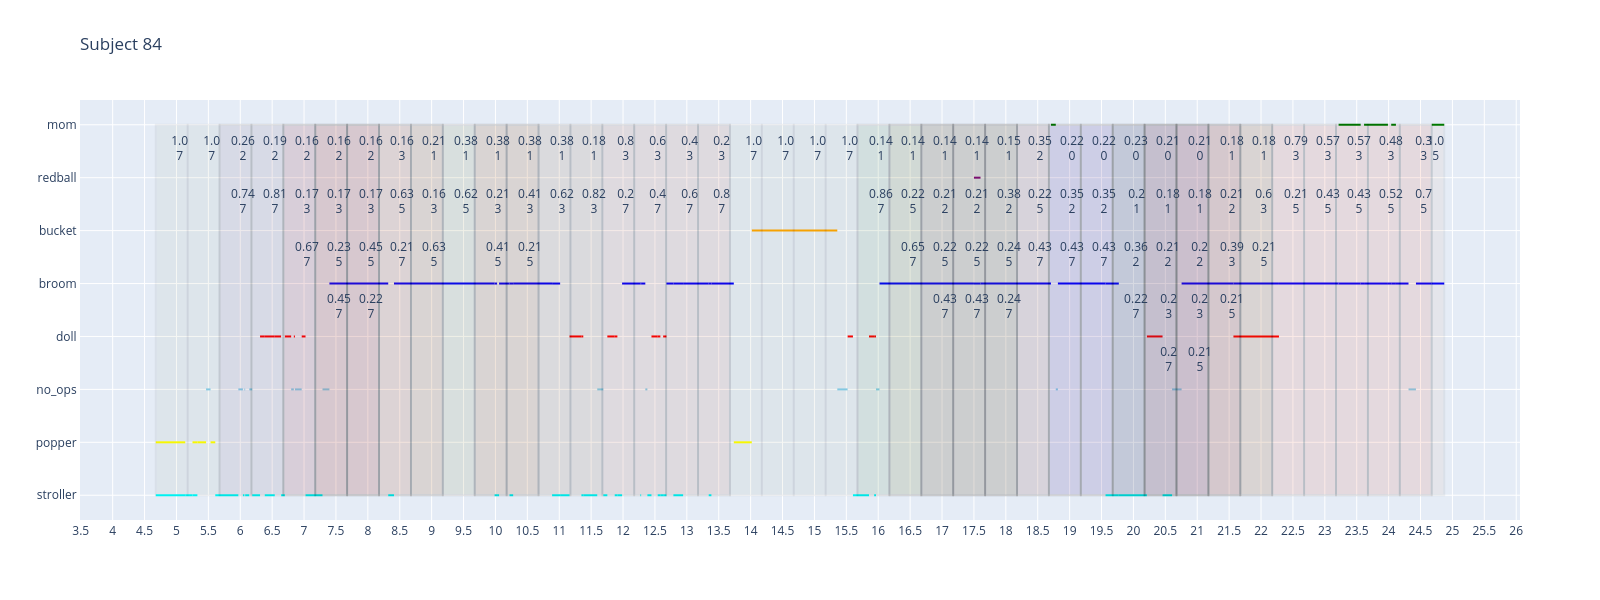 Subject 84
mom
1.0 1.0 0.26 0.19 0.16 0.16 0.16 0.16 0.21 0.38 0.38 0.38 0.38 0.18 0.8 0.6 0.4 0.2 1.0 1.0 1.0 1.0 0.14 0.14 0.14 0.14 0.15 0.35 0.22 0.22 0.23 0.21 0.21 0.18 0.18 0.79 0.57 0.57 0.48 0.3 1.0
7 7 2 2 2 2 2 3 1 1 1 1 1 1 3 3 3 3 7 7 7 7 1 1 1 1 1 2 0 0 0 0 0 1 1 3 3 3 3 3 5
redball
0.74 0.81 0.17 0.17 0.17 0.63 0.16 0.62 0.21 0.41 0.62 0.82 0.2 0.4 0.6 0.8 0.86 0.22 0.21 0.21 0.38 0.22 0.35 0.35 0.2 0.18 0.18 0.21 0.6 0.21 0.43 0.43 0.52 0.7
7 7 3 3 3 5 3 5 3 3 3 3 7 7 7 7 7 5 2 2 2 5 2 2 1 1 1 2 3 5 5 5 5 5
bucket
0.67 0.23 0.45 0.21 0.63 0.41 0.21 0.65 0.22 0.22 0.24 0.43 0.43 0.43 0.36 0.21 0.2 0.39 0.21
7 5 5 7 5 5 5 7 5 5 5 7 7 7 2 2 2 3 5
broom
0.45 0.22 0.43 0.43 0.24 0.22 0.2 0.2 0.21
7 7 7 7 7 7 3 3 5
doll
0.2 0.21
7 5
no_ops
popper
stroller
3.5 4 4.5 5 5.5 6 6.5 7 7.5 8 8.5 9 9.5 10 10.5 11 11.5 12 12.5 13 13.5 14 14.5 15 15.5 16 16.5 17 17.5 18 18.5 19 19.5 20 20.5 21 21.5 22 22.5 23 23.5 24 24.5 25 25.5 26